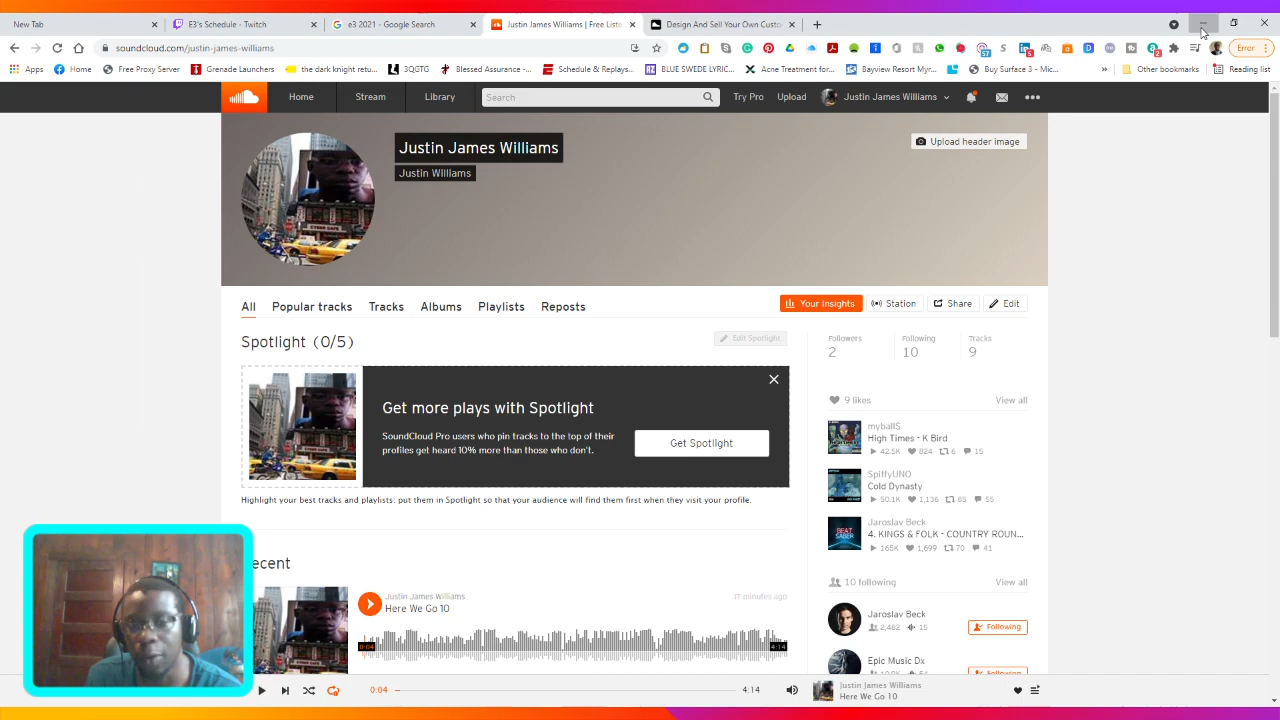 New Tab
E3's Schedule - Twitch
e3 2021 - Google Search
Justin James Williams | Free Liste
Design And Sell Your Own Custo
soundcloud.com/justin-james-williams
57
5
2
Error
Apps
Home
Free Proxy Server
Grenade Launchers
the dark knight retu...
3QGTG
Blessed Assurance -...
Schedule & Replays...
BLUE SWEDE LYRIC...
Acne Treatment for...
Bayview Resort Myr...
Buy Surface 3 - Mic...
»
Other bookmarks
Reading list
Home
Stream
Library
Search
Try Pro
Upload
Justin James Williams
Justin James Williams
Justin Williams
Upload header image
CYBER CAFE
All
Popular tracks
Tracks
Albums
Playlists
Reposts
Your Insights
Station
Share
Edit
Spotlight (0/5)
Edit Spotlight
Get more plays with Spotlight
SoundCloud Pro users who pin tracks to the top of their
profiles get heard 10% more than those who don't.
Get Spotlight
Highlight your best tracks and playlists: put them in Spotlight so that your audience will find them first when they visit your profile.
Followers
2
Following
10
Tracks
9
9 likes
View all
myballS
High Times - K Bird
42.5K 824 6 15
SpiffyUNO
Cold Dynasty
50.1K 1,136 85 55
BEAT
SABER
Jaroslav Beck
4. KINGS & FOLK - COUNTRY ROUN...
165K 1,699 70 41
10 following
View all
Jaroslav Beck
2,482 15
Following
Epic Music Dx
Following
ecent
Justin James Williams
Here We Go 10
17 minutes ago
0:04
4:14
0:04
4:14
Justin James Williams
Here We Go 10